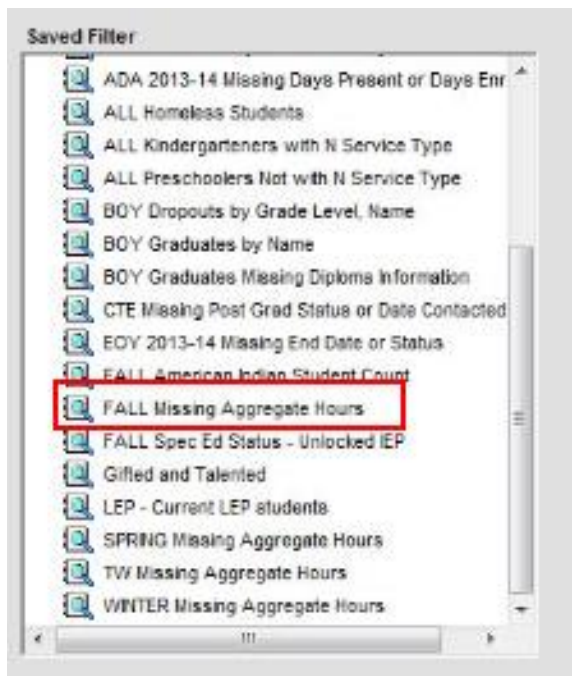 Saved Filter
ADA 2013-14 Missing Days Present or Days Enr
ALL Homeless Students
ALL Kindergarteners with N Service Type
ALL Preschoolers Not with N Service Type
BOY Dropouts by Grade Level, Name
BOY Graduates by Name
BOY Graduates Missing Diploma Information
CTE Missing Post Grad Status or Date Contacted
EOY 2013-14 Missing End Date or Status
FALL American Indian Student Count
FALL Missing Aggregate Hours
FALL Spec Ed Status - Unlocked IEP
Gifted and Talented
LEP - Current LEP students
SPRING Missing Aggregate Hours
TW Missing Aggregate Hours
WINTER Missing Aggregate Hours